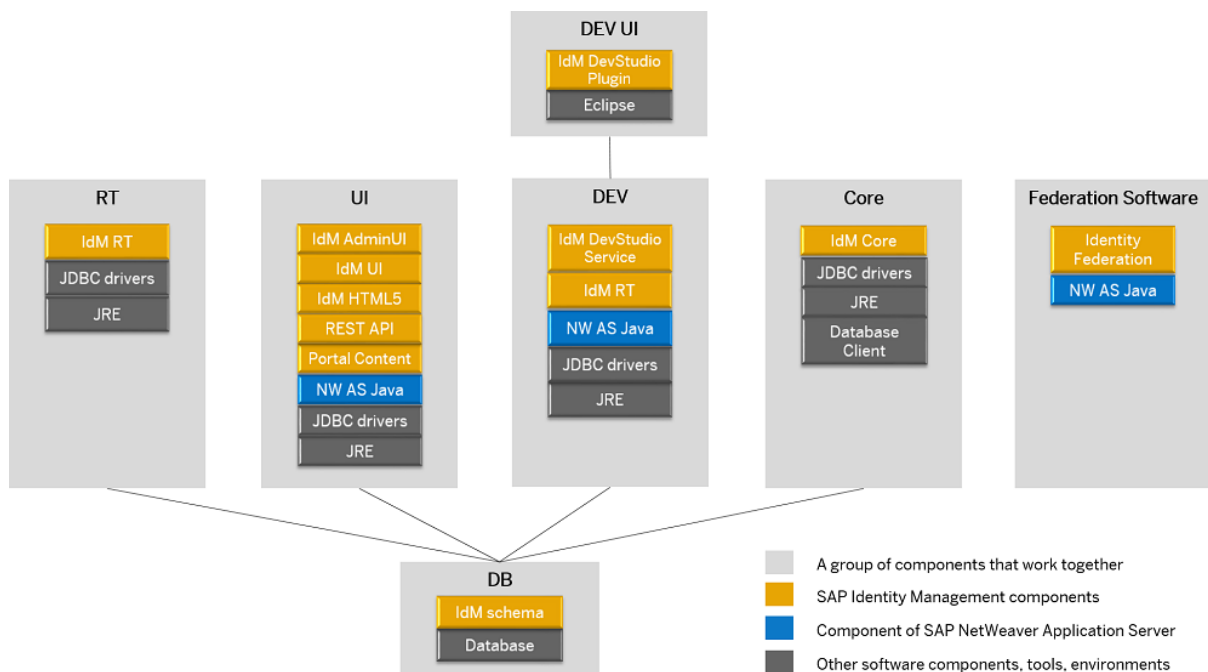 DEV UI
IdM DevStudio
Plugin
Eclipse
RT
IdM RT
JDBC drivers
JRE
UI
IdM AdminUI
IdM UI
IdM HTML5
REST API
Portal Content
NW AS Java
JDBC drivers
JRE
DEV
IdM DevStudio
Service
IdM RT
NW AS Java
JDBC drivers
JRE
Core
IdM Core
JDBC drivers
JRE
Database
Client
Federation Software
Identity
Federation
NW AS Java
DB
IdM schema
Database
A group of components that work together
SAP Identity Management components
Component of SAP NetWeaver Application Server
Other software components, tools, environments